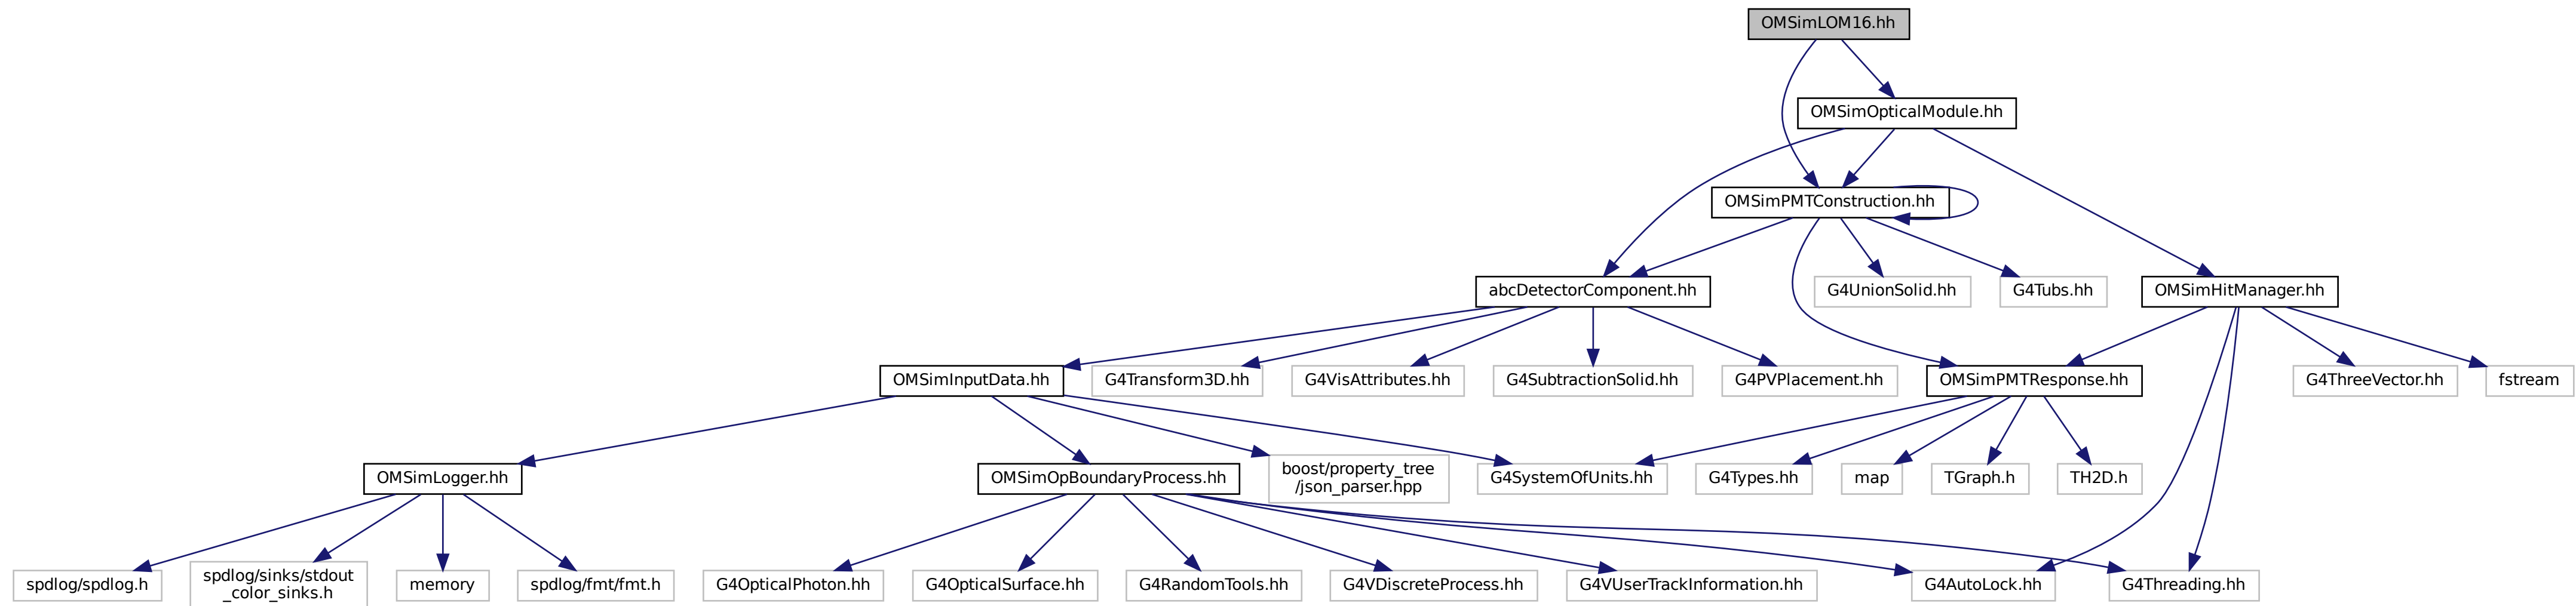 OMSimLOM16.hh
OMSimOpticalModule.hh
OMSimPMTConstruction.hh
abcDetectorComponent.hh
G4UnionSolid.hh
G4Tubs.hh
OMSimHitManager.hh
OMSimInputData.hh
G4Transform3D.hh
G4VisAttributes.hh
G4SubtractionSolid.hh
G4PVPlacement.hh
OMSimPMTResponse.hh
G4ThreeVector.hh
fstream
OMSimLogger.hh
OMSimOpBoundaryProcess.hh
boost/property_tree
/json_parser.hpp
G4SystemOfUnits.hh
G4Types.hh
map
TGraph.h
TH2D.h
spdlog/spdlog.h
spdlog/sinks/stdout
_color_sinks.h
memory
spdlog/fmt/fmt.h
G4OpticalPhoton.hh
G4OpticalSurface.hh
G4RandomTools.hh
G4VDiscreteProcess.hh
G4VUserTrackInformation.hh
G4AutoLock.hh
G4Threading.hh